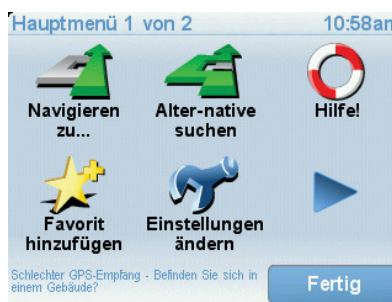 Hauptmenü 1 von 2 10:58am
Navigieren zu...
Alter-native suchen
Hilfe!
Favorit hinzufügen
Einstellungen ändern
Schlechter GPS-Empfang - Befinden Sie sich in
einem Gebäude?
Fertig